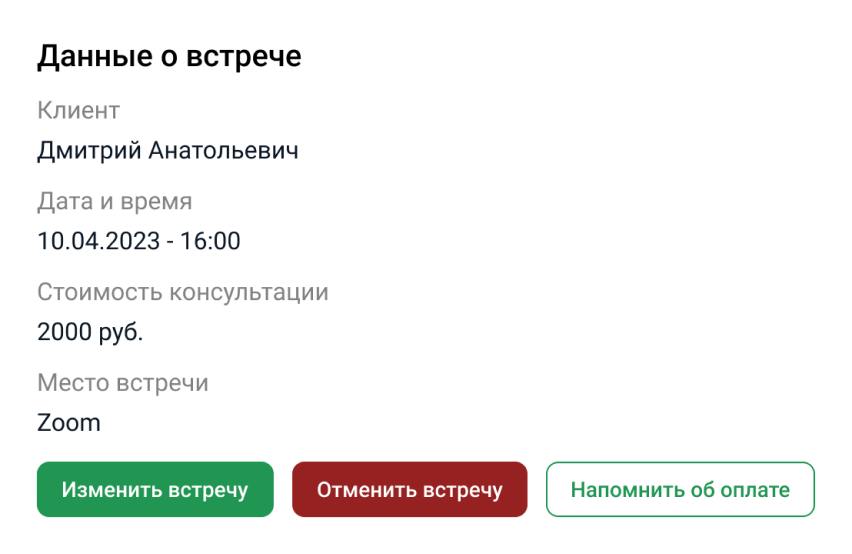 Данные о встрече
Клиент
Дмитрий Анатольевич
Дата и время
10.04.2023 - 16:00
Стоимость консультации
2000 руб.
Место встречи
Zoom
Изменить встречу
Отменить встречу
Напомнить об оплате